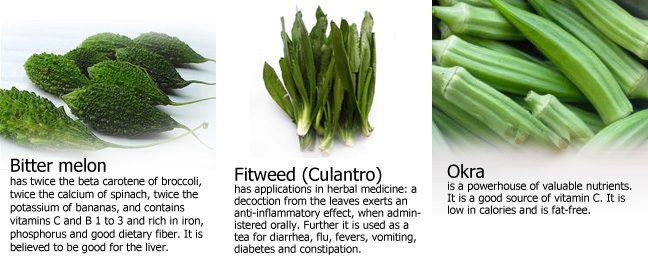 Bitter melon
has twice the beta carotene of broccoli,
twice the calcium of spinach, twice the
potassium of bananas, and contains
vitamins C and B 1 to 3 and rich in iron,
phosphorus and good dietary fiber. It is
believed to be good for the liver.
Fitweed (Culantro)
has applications in herbal medicine: a
decoction from the leaves exerts an
anti-inflammatory effect, when admin-
istered orally. Further it is used as a
tea for diarrhea, flu, fevers, vomiting,
diabetes and constipation.
Okra
is a powerhouse of valuable nutrients.
It is a good source of vitamin C. It is
low in calories and is fat-free.